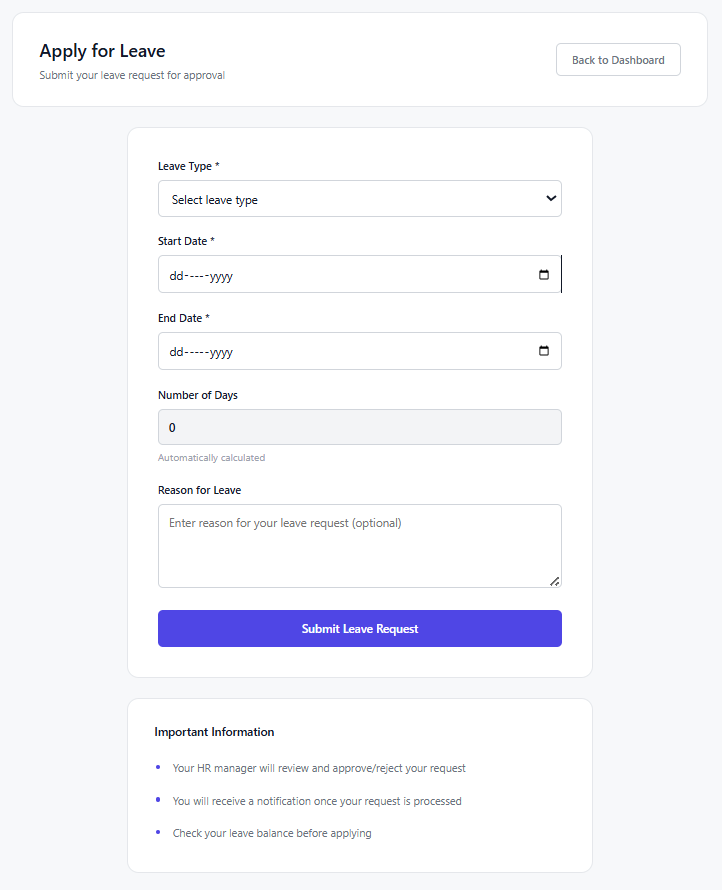 Apply for Leave
Submit your leave request for approval
Back to Dashboard
Leave Type *
Select leave type
Start Date *
dd-----yyyy
End Date *
dd-----yyyy
Number of Days
0
Automatically calculated
Reason for Leave
Enter reason for your leave request (optional)
Submit Leave Request
Important Information
• Your HR manager will review and approve/reject your request
• You will receive a notification once your request is processed
• Check your leave balance before applying